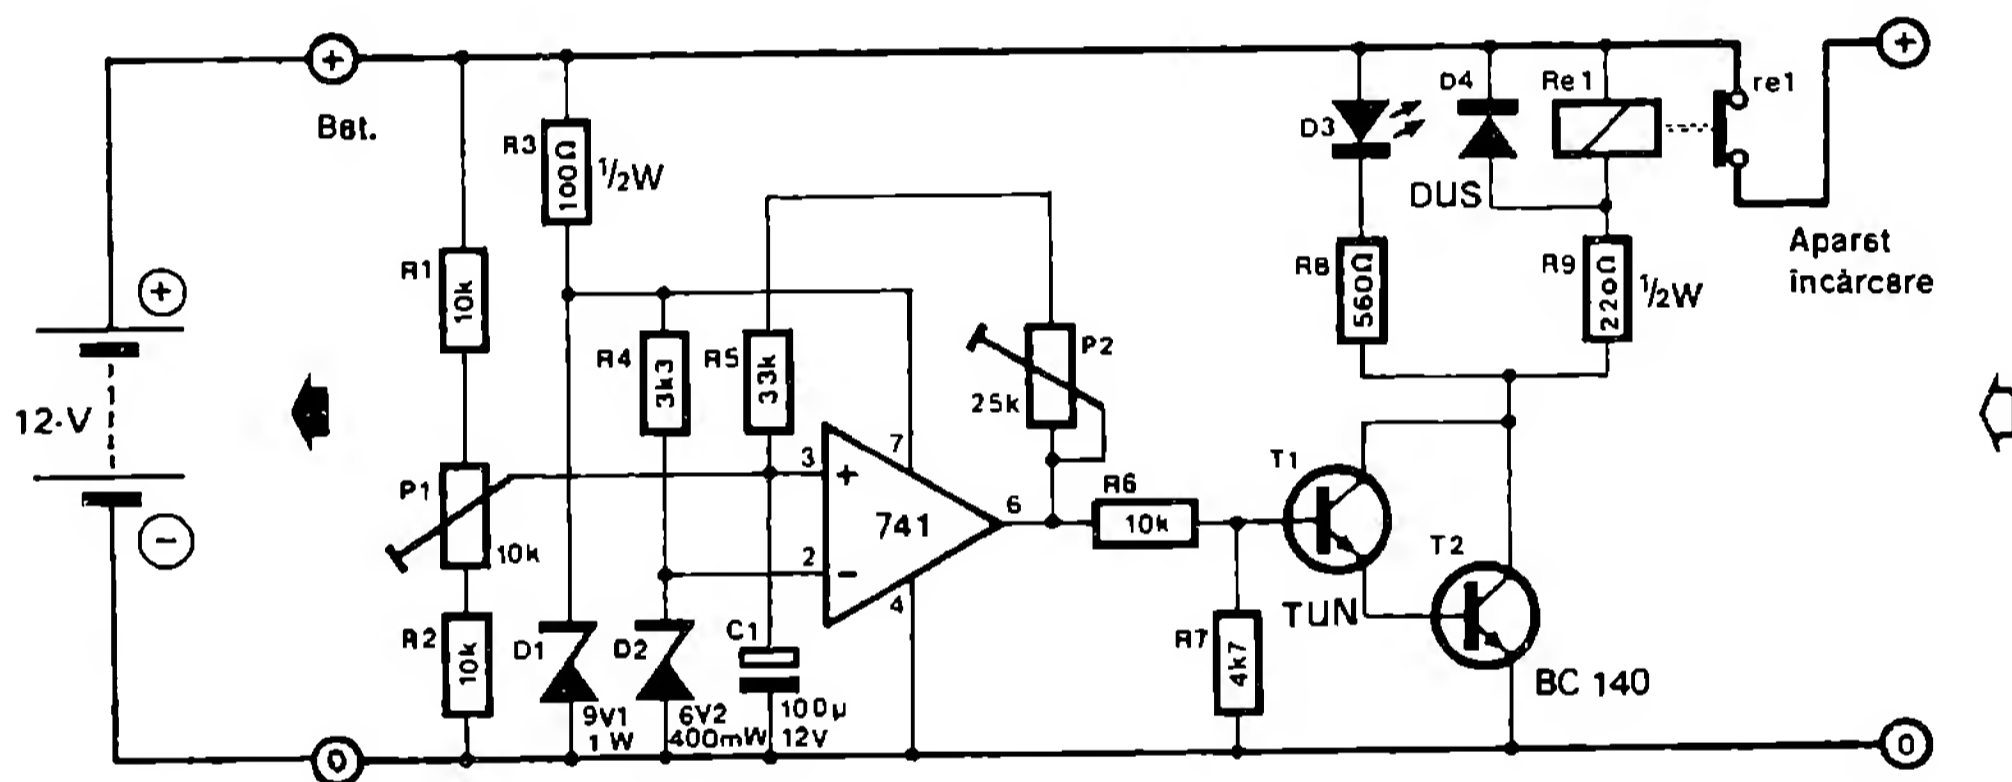 +
Bat.
+
12-V
−
0
R1
10k
P1
10k
R2
10k
R3
100Ω
1/2W
R4
3k3
R5
33k
D1
9V1
1 W
D2
6V2
400mW
C1
100µ
12V
3
+
2
−
7
4
6
741
P2
25k
R6
10k
R7
4k7
T1
TUN
T2
BC 140
D3
R8
560Ω
D4
DUS
Re1
R9
220Ω
1/2W
re1
+
Aparat
încărcare
0